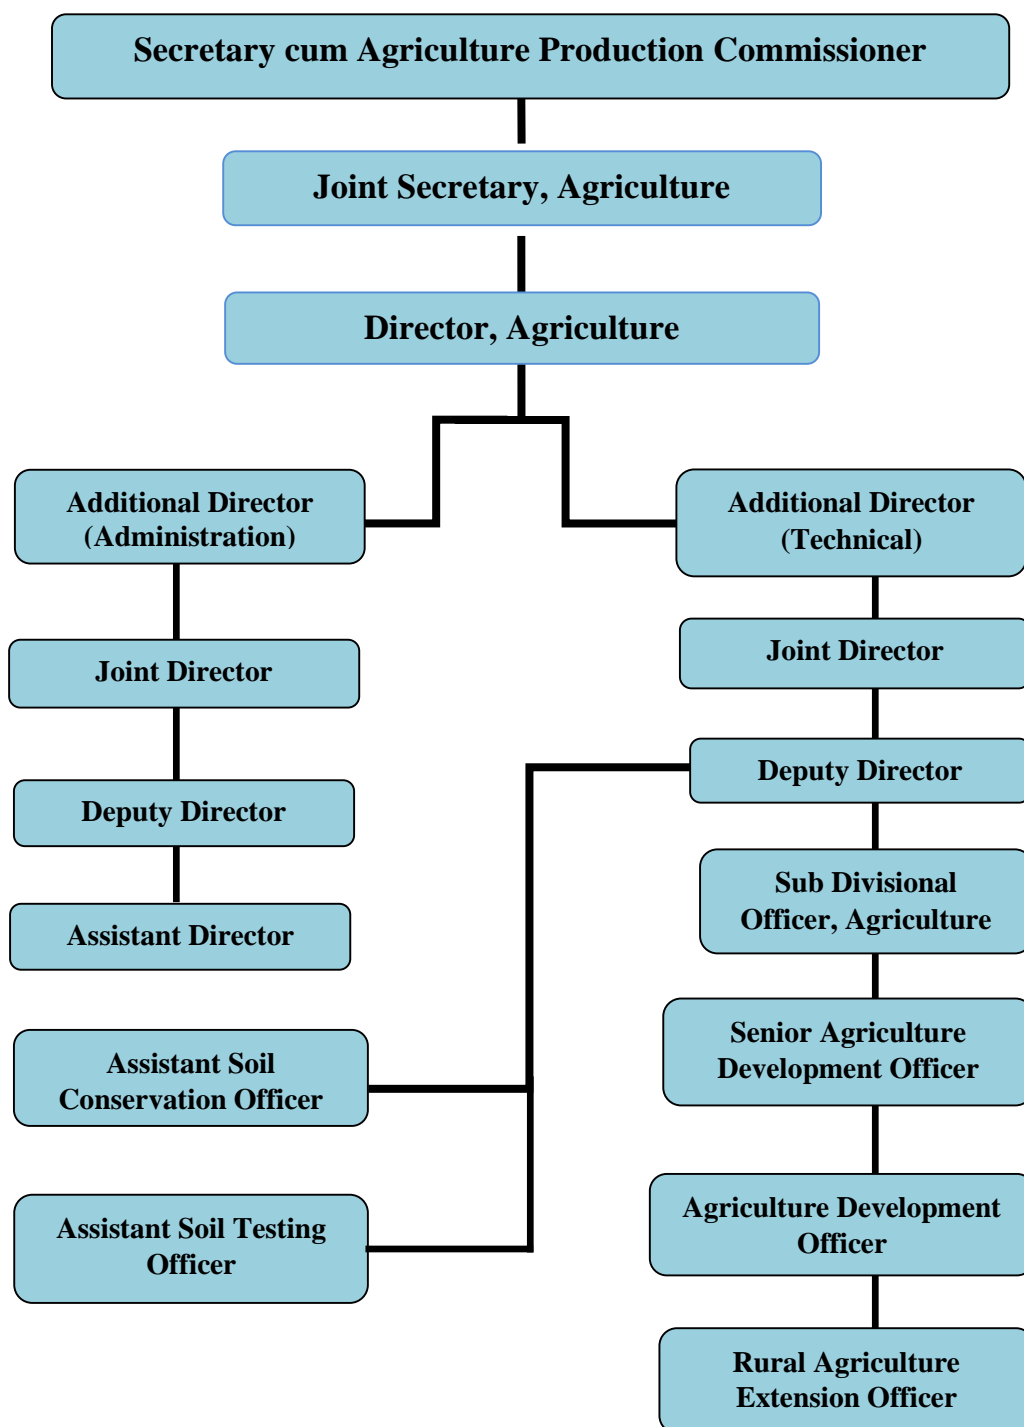 Secretary cum Agriculture Production Commissioner
Joint Secretary, Agriculture
Director, Agriculture
Additional Director
(Administration)
Additional Director
(Technical)
Joint Director
Joint Director
Deputy Director
Deputy Director
Sub Divisional
Officer, Agriculture
Assistant Director
Senior Agriculture
Development Officer
Assistant Soil
Conservation Officer
Agriculture Development
Officer
Assistant Soil Testing
Officer
Rural Agriculture
Extension Officer